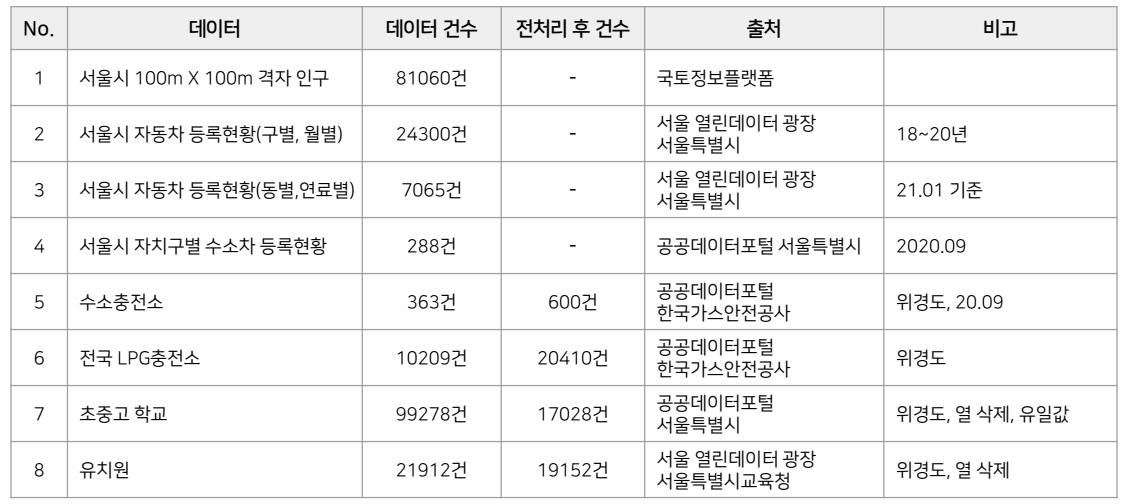 No. 데이터 데이터 건수 전처리 후 건수 출처 비고
1 서울시 100m X 100m 격자 인구 81060건 - 국토정보플랫폼
2 서울시 자동차 등록현황(구별, 월별) 24300건 - 서울 열린데이터 광장
서울특별시 18~20년
3 서울시 자동차 등록현황(동별,연료별) 7065건 - 서울 열린데이터 광장
서울특별시 21.01 기준
4 서울시 자치구별 수소차 등록현황 288건 - 공공데이터포털 서울특별시 2020.09
5 수소충전소 363건 600건 공공데이터포털
한국가스안전공사 위경도, 20.09
6 전국 LPG충전소 10209건 20410건 공공데이터포털
한국가스안전공사 위경도
7 초중고 학교 99278건 17028건 공공데이터포털
서울특별시 위경도, 열 삭제, 유일값
8 유치원 21912건 19152건 서울 열린데이터 광장
서울특별시교육청 위경도, 열 삭제